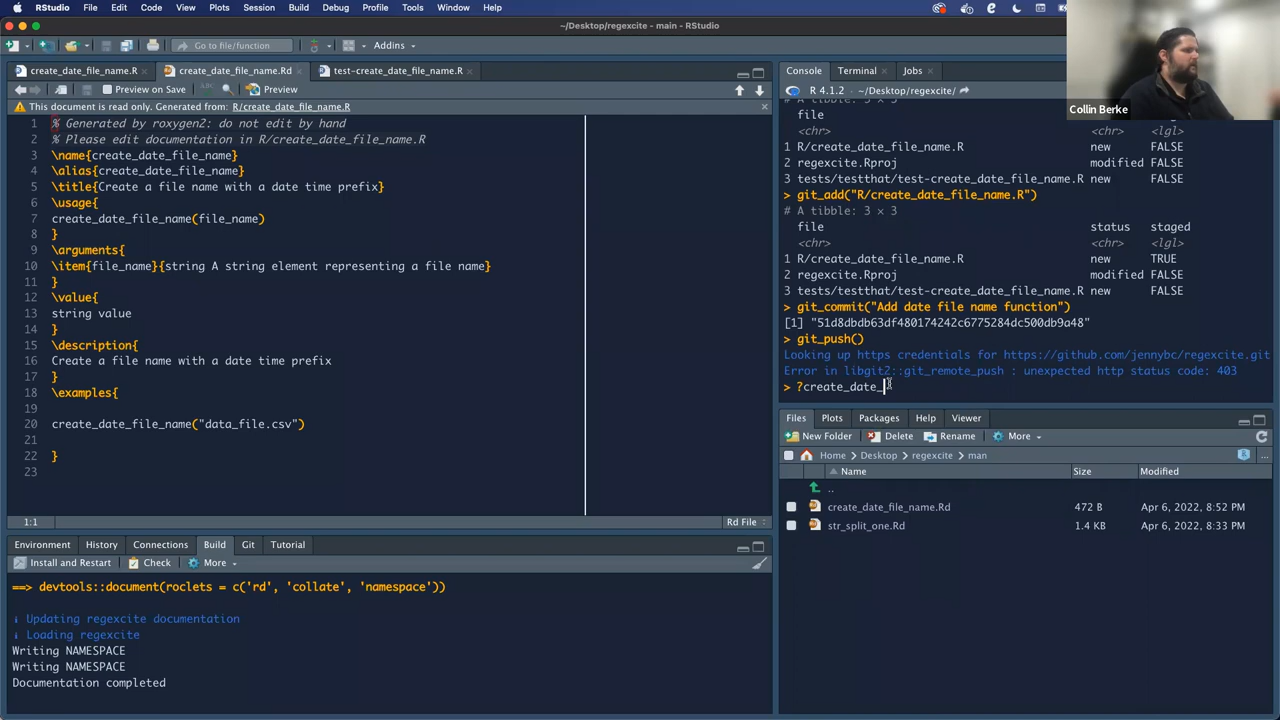 RStudio File Edit Code View Plots Session Build Debug Profile Tools Window Help
~/Desktop/regexcite - main - RStudio
Go to file/function Addins
create_date_file_name.R create_date_file_name.Rd test-create_date_file_name.R
Preview on Save Preview
This document is read only. Generated from: R/create_date_file_name.R
1 % Generated by roxygen2: do not edit by hand
2 % Please edit documentation in R/create_date_file_name.R
3 \name{create_date_file_name}
4 \alias{create_date_file_name}
5 \title{Create a file name with a date time prefix}
6 \usage{
7 create_date_file_name(file_name)
8 }
9 \arguments{
10 \item{file_name}{string A string element representing a file name}
11 }
12 \value{
13 string value
14 }
15 \description{
16 Create a file name with a date time prefix
17 }
18 \examples{
19
20 create_date_file_name("data_file.csv")
21
22 }
23
1:1 Rd File
Environment History Connections Build Git Tutorial
Install and Restart Check More
==> devtools::document(roclets = c('rd', 'collate', 'namespace'))
i Updating regexcite documentation
i Loading regexcite
Writing NAMESPACE
Writing NAMESPACE
Documentation completed
Console Terminal Jobs
R 4.1.2 · ~/Desktop/regexcite/
# A tibble: 3 × 3
file
<chr> <chr> <lgl>
1 R/create_date_file_name.R new FALSE
2 regexcite.Rproj modified FALSE
3 tests/testthat/test-create_date_file_name.R new FALSE
> git_add("R/create_date_file_name.R")
# A tibble: 3 × 3
file status staged
<chr> <chr> <lgl>
1 R/create_date_file_name.R new TRUE
2 regexcite.Rproj modified FALSE
3 tests/testthat/test-create_date_file_name.R new FALSE
> git_commit("Add date file name function")
[1] "51d8dbdb63df480174242c6775284dc500db9a48"
> git_push()
Looking up https credentials for https://github.com/jennybc/regexcite.git
Error in libgit2::git_remote_push : unexpected http status code: 403
> ?create_date_
Files Plots Packages Help Viewer
New Folder Delete Rename More
Home Desktop regexcite man
Name Size Modified
..
create_date_file_name.Rd 472 B Apr 6, 2022, 8:52 PM
str_split_one.Rd 1.4 KB Apr 6, 2022, 8:33 PM
Collin Berke